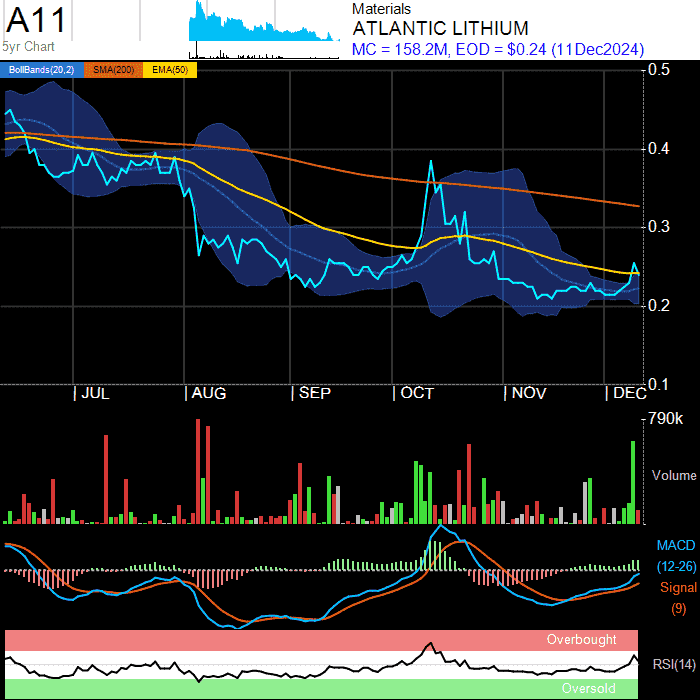 A11
5yr Chart
Materials
ATLANTIC LITHIUM
MC = 158.2M, EOD = $0.24 (11Dec2024)
BollBands(20,2) SMA(200) EMA(50)
0.5
0.4
0.3
0.2
0.1
JUL AUG SEP OCT NOV DEC
790k
Volume
MACD
(12-26)
Signal
(9)
Overbought
RSI(14)
Oversold